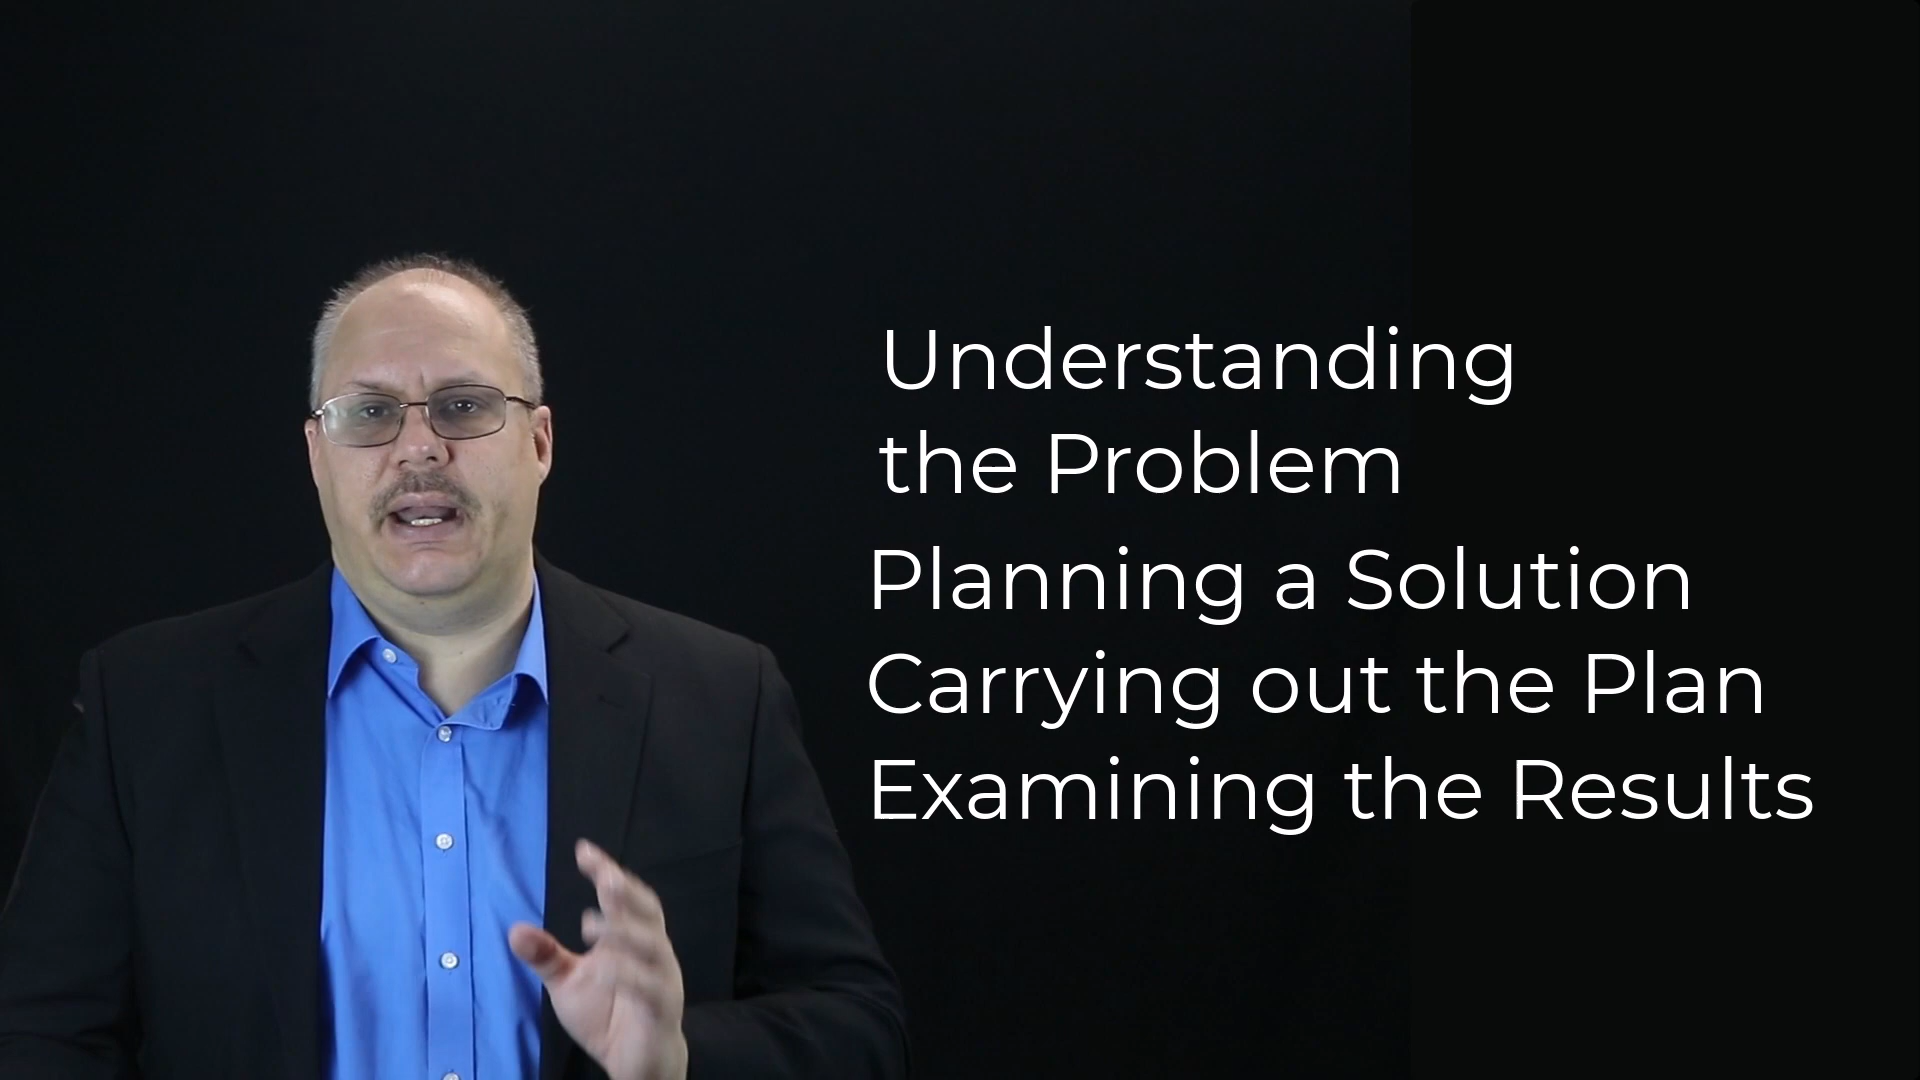 Understanding
the Problem
Planning a Solution
Carrying out the Plan
Examining the Results